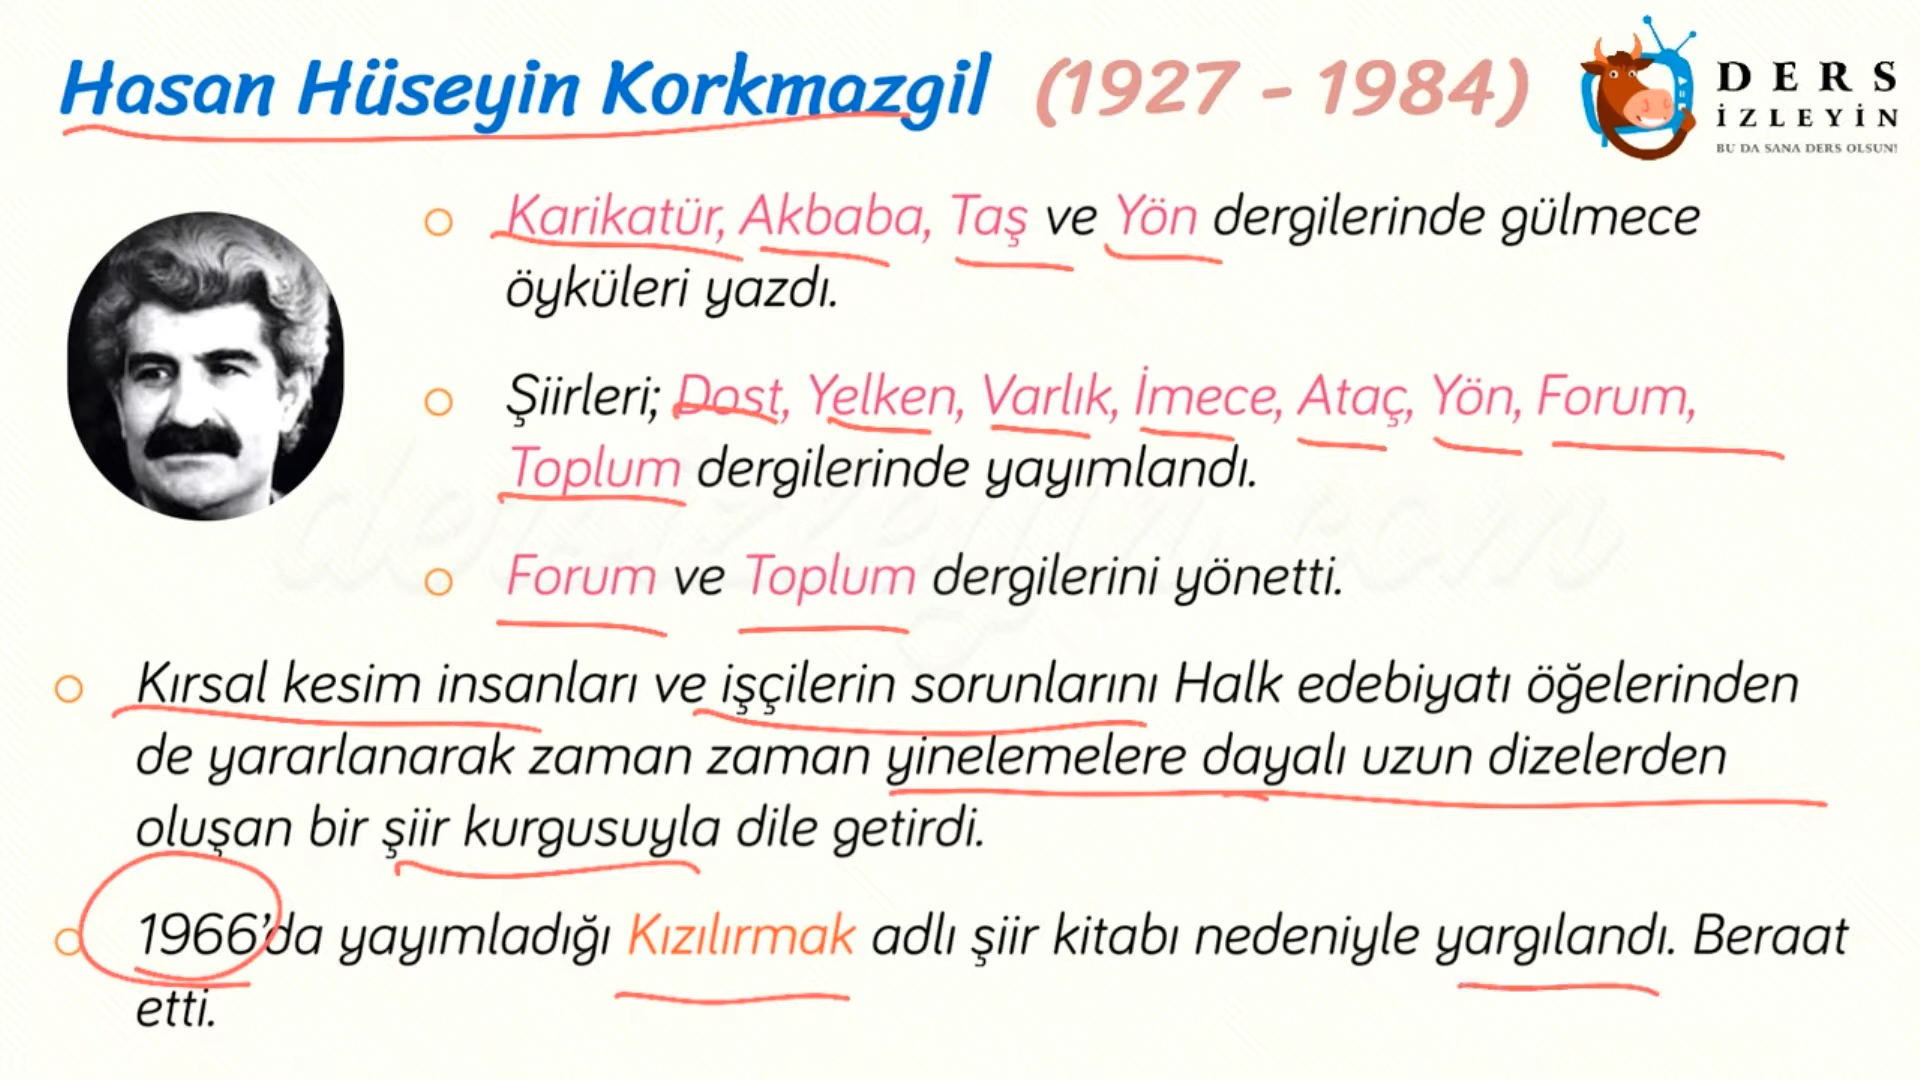 Hasan Hüseyin Korkmazgil (1927 - 1984)
DERS
İZLEYİN
BU DA SANA DERS OLSUN!
Karikatür, Akbaba, Taş ve Yön dergilerinde gülmece
öyküleri yazdı.
Şiirleri; Dost, Yelken, Varlık, İmece, Ataç, Yön, Forum,
Toplum dergilerinde yayımlandı.
Forum ve Toplum dergilerini yönetti.
Kırsal kesim insanları ve işçilerin sorunlarını Halk edebiyatı öğelerinden
de yararlanarak zaman zaman yinelemelere dayalı uzun dizelerden
oluşan bir şiir kurgusuyla dile getirdi.
1966'da yayımladığı Kızılırmak adlı şiir kitabı nedeniyle yargılandı. Beraat
etti.
dersizleyin.com